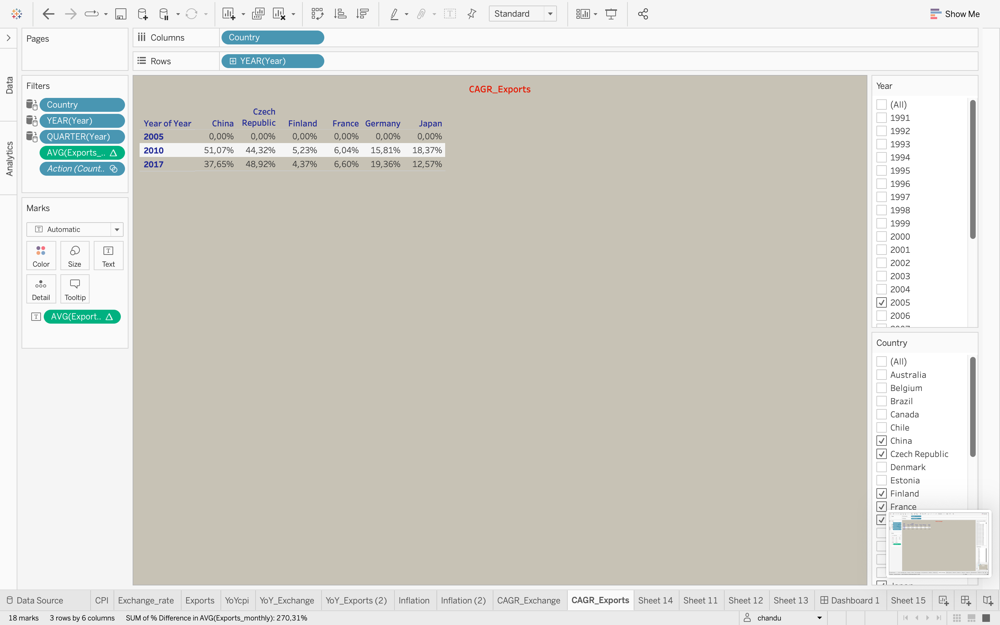 Standard
Show Me
Pages
Columns
Country
Rows
YEAR(Year)
Data
Analytics
Filters
Country
YEAR(Year)
QUARTER(Year)
AVG(Exports_..
Action (Count..
Marks
Automatic
Color
Size
Text
Detail
Tooltip
AVG(Export..
CAGR_Exports
Year of Year China Czech Republic Finland France Germany Japan
2005 0,00% 0,00% 0,00% 0,00% 0,00% 0,00%
2010 51,07% 44,32% 5,23% 6,04% 15,81% 18,37%
2017 37,65% 48,92% 4,37% 6,60% 19,36% 12,57%
Year
(All)
1991
1992
1993
1994
1995
1996
1997
1998
1999
2000
2001
2002
2003
2004
2005
2006
Country
(All)
Australia
Belgium
Brazil
Canada
Chile
China
Czech Republic
Denmark
Estonia
Finland
France
Data Source CPI Exchange_rate Exports YoYcpi YoY_Exchange YoY_Exports (2) Inflation Inflation (2) CAGR_Exchange CAGR_Exports Sheet 14 Sheet 11 Sheet 12 Sheet 13 Dashboard 1 Sheet 15
18 marks 3 rows by 6 columns SUM of % Difference in AVG(Exports_monthly): 270,31% chandu